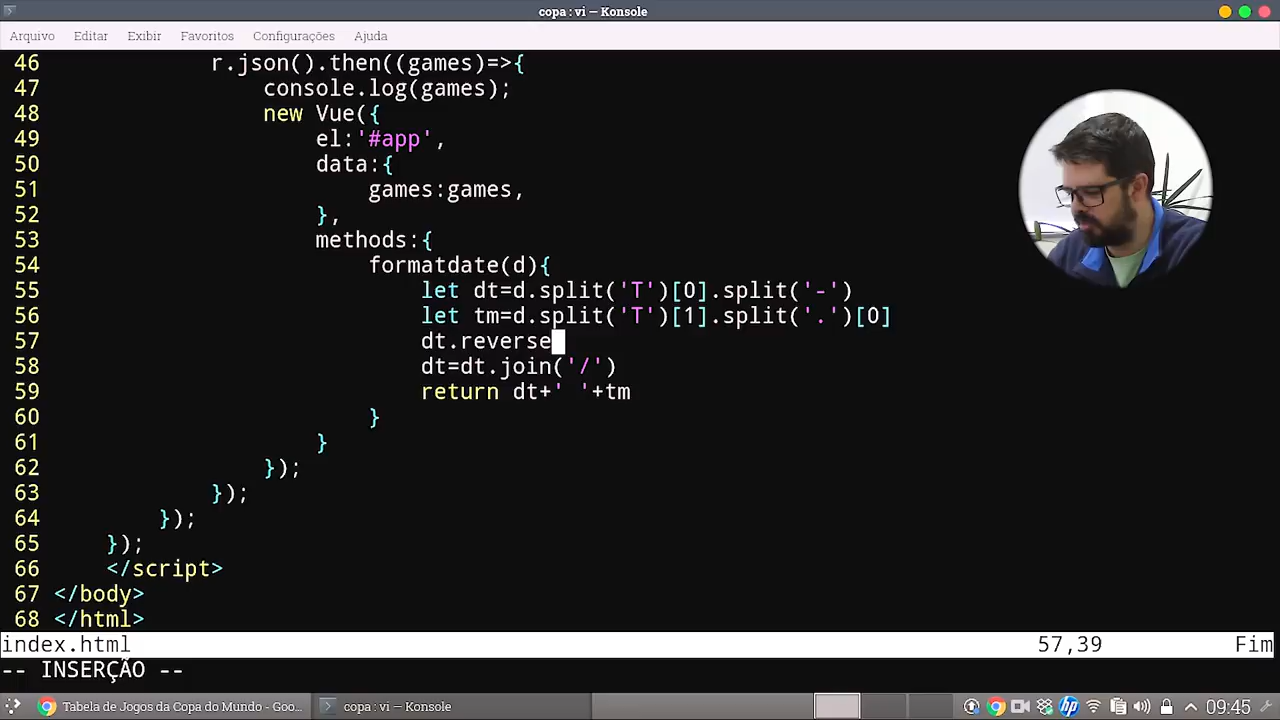 copa : vi — Konsole
Arquivo Editar Exibir Favoritos Configurações Ajuda
46 r.json().then((games)=>{
47 console.log(games);
48 new Vue({
49 el:'#app',
50 data:{
51 games:games,
52 },
53 methods:{
54 formatdate(d){
55 let dt=d.split('T')[0].split('-')
56 let tm=d.split('T')[1].split('.')[0]
57 dt.reverse
58 dt=dt.join('/')
59 return dt+' '+tm
60 }
61 }
62 });
63 });
64 });
65 });
66 </script>
67 </body>
68 </html>
index.html 57,39 Fim
-- INSERÇÃO --
Tabela de Jogos da Copa do Mundo - Goo... copa : vi — Konsole 09:45